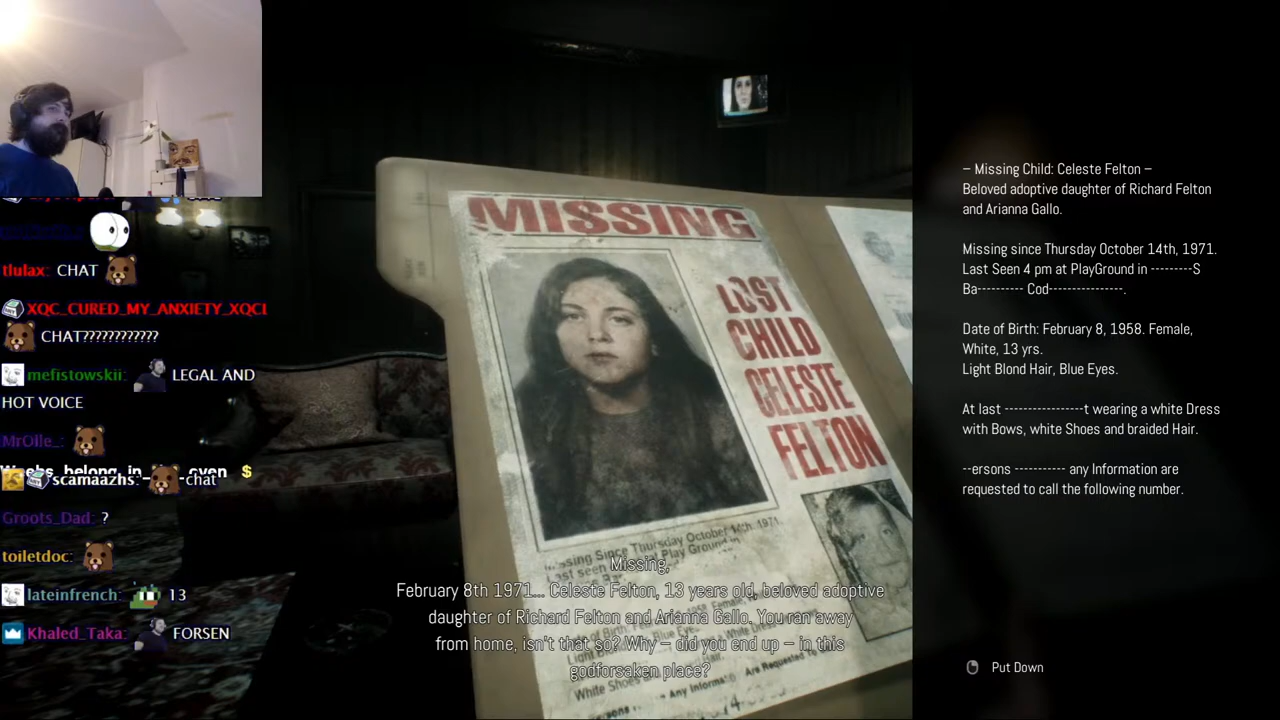 tlulax: CHAT
XQC_CURED_MY_ANXIETY_XQCL
CHAT????????????
mefistowskii: LEGAL AND
HOT VOICE
MrOlle_:
scamaazhs: chat
Groots_Dad: ?
toiletdoc:
lateinfrench: 13
Khaled_Taka: FORSEN
$
MISSING
LOST
CHILD
CELESTE
FELTON
Missing Since Thursday October 14th, 1971.
Missing,
February 8th 1971... Celeste Felton, 13 years old, beloved adoptive
daughter of Richard Felton and Arianna Gallo. You ran away
from home, isn't that so? Why – did you end up – in this
godforsaken place?
– Missing Child: Celeste Felton –
Beloved adoptive daughter of Richard Felton
and Arianna Gallo.
Missing since Thursday October 14th, 1971.
Last Seen 4 pm at PlayGround in ---------S
Ba---------- Cod---------------.
Date of Birth: February 8, 1958. Female,
White, 13 yrs.
Light Blond Hair, Blue Eyes.
At last ----------------t wearing a white Dress
with Bows, white Shoes and braided Hair.
--ersons ----------- any Information are
requested to call the following number.
Put Down